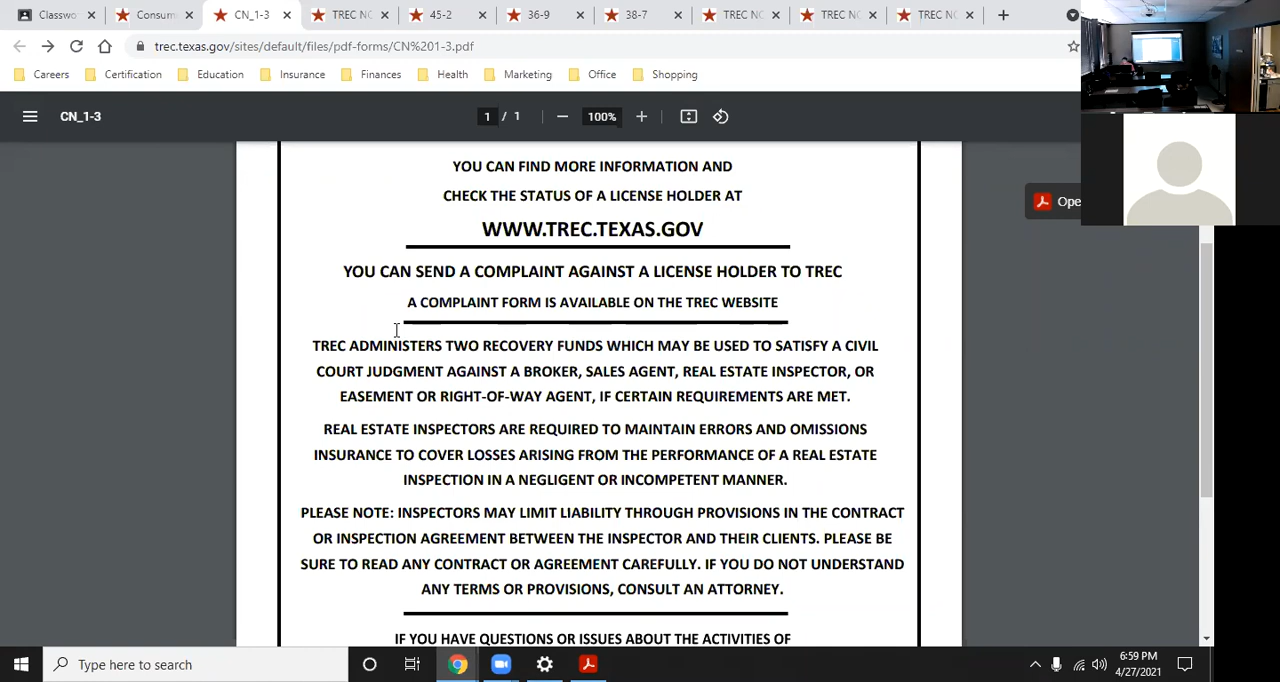 Classwo
Consum
CN_1-3
TREC NO
45-2
36-9
38-7
TREC NC
TREC NC
TREC NO
trec.texas.gov/sites/default/files/pdf-forms/CN%201-3.pdf
Careers
Certification
Education
Insurance
Finances
Health
Marketing
Office
Shopping
CN_1-3
1 / 1
100%
Ope
YOU CAN FIND MORE INFORMATION AND
CHECK THE STATUS OF A LICENSE HOLDER AT
WWW.TREC.TEXAS.GOV
YOU CAN SEND A COMPLAINT AGAINST A LICENSE HOLDER TO TREC
A COMPLAINT FORM IS AVAILABLE ON THE TREC WEBSITE
TREC ADMINISTERS TWO RECOVERY FUNDS WHICH MAY BE USED TO SATISFY A CIVIL
COURT JUDGMENT AGAINST A BROKER, SALES AGENT, REAL ESTATE INSPECTOR, OR
EASEMENT OR RIGHT-OF-WAY AGENT, IF CERTAIN REQUIREMENTS ARE MET.
REAL ESTATE INSPECTORS ARE REQUIRED TO MAINTAIN ERRORS AND OMISSIONS
INSURANCE TO COVER LOSSES ARISING FROM THE PERFORMANCE OF A REAL ESTATE
INSPECTION IN A NEGLIGENT OR INCOMPETENT MANNER.
PLEASE NOTE: INSPECTORS MAY LIMIT LIABILITY THROUGH PROVISIONS IN THE CONTRACT
OR INSPECTION AGREEMENT BETWEEN THE INSPECTOR AND THEIR CLIENTS. PLEASE BE
SURE TO READ ANY CONTRACT OR AGREEMENT CAREFULLY. IF YOU DO NOT UNDERSTAND
ANY TERMS OR PROVISIONS, CONSULT AN ATTORNEY.
IF YOU HAVE QUESTIONS OR ISSUES ABOUT THE ACTIVITIES OF
Type here to search
6:59 PM
4/27/2021